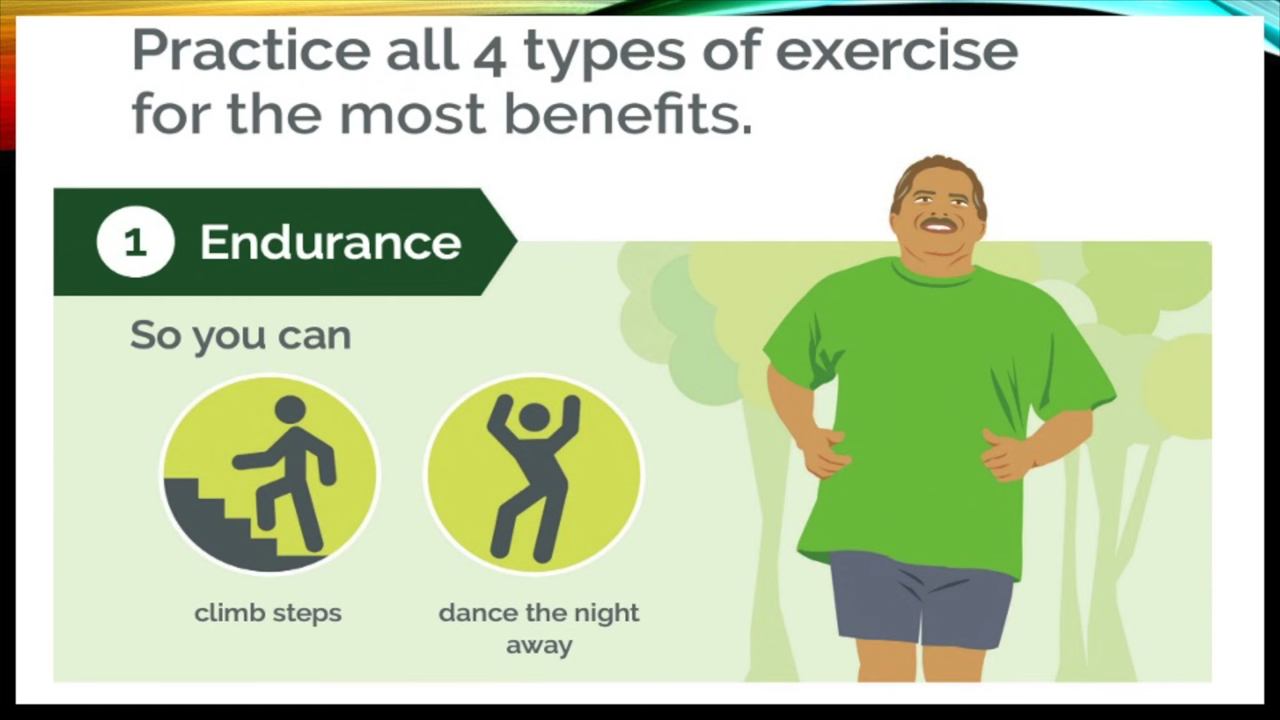 Practice all 4 types of exercise
for the most benefits.
1 Endurance
So you can
climb steps
dance the night
away